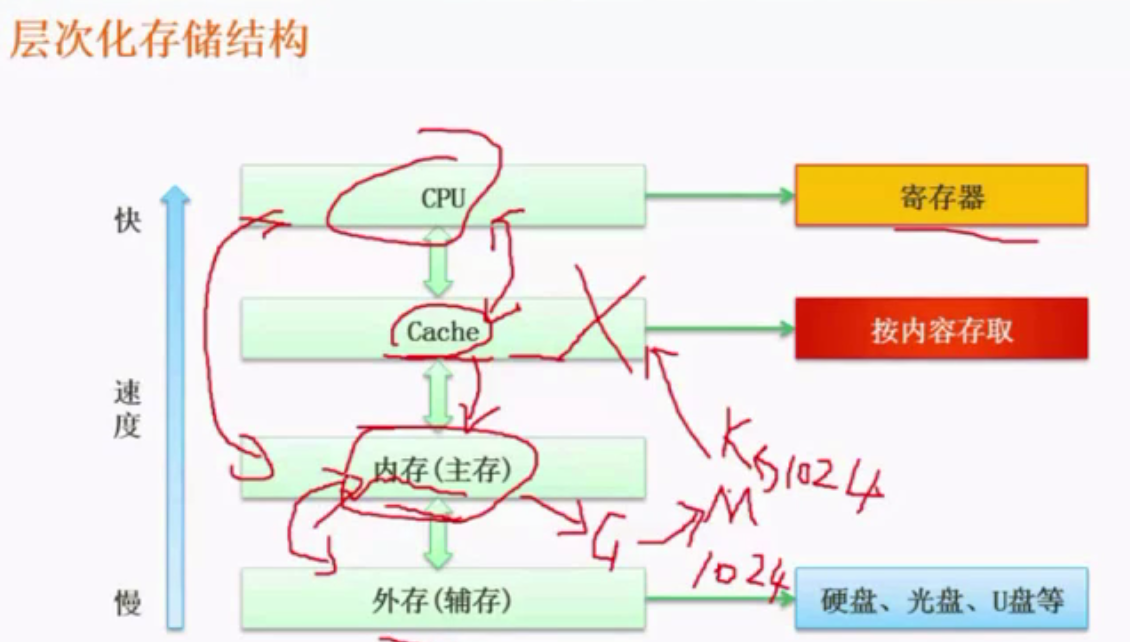 层次化存储结构
快
CPU
寄存器
Cache
按内容存取
速度
K 1024
内存(主存)
G M
1024
慢
外存(辅存)
硬盘、光盘、U盘等